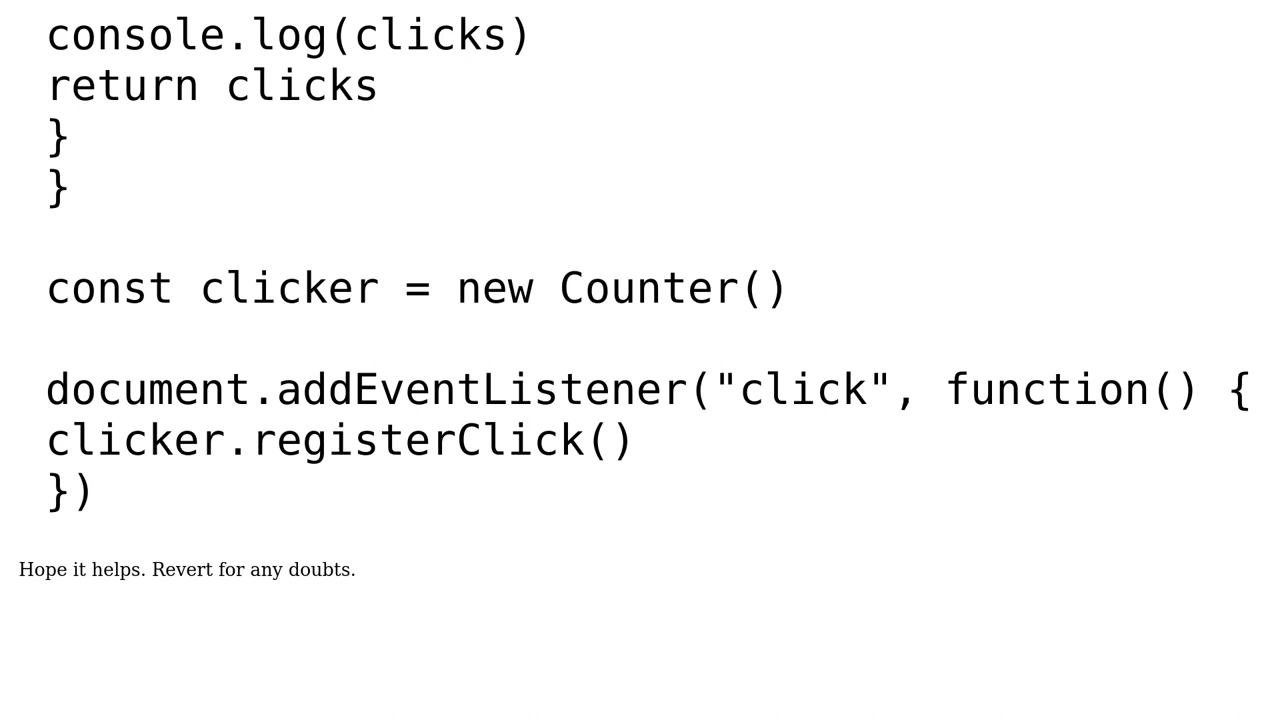 console.log(clicks)
return clicks
}
}
const clicker = new Counter()
document.addEventListener("click", function() {
clicker.registerClick()
})
Hope it helps. Revert for any doubts.